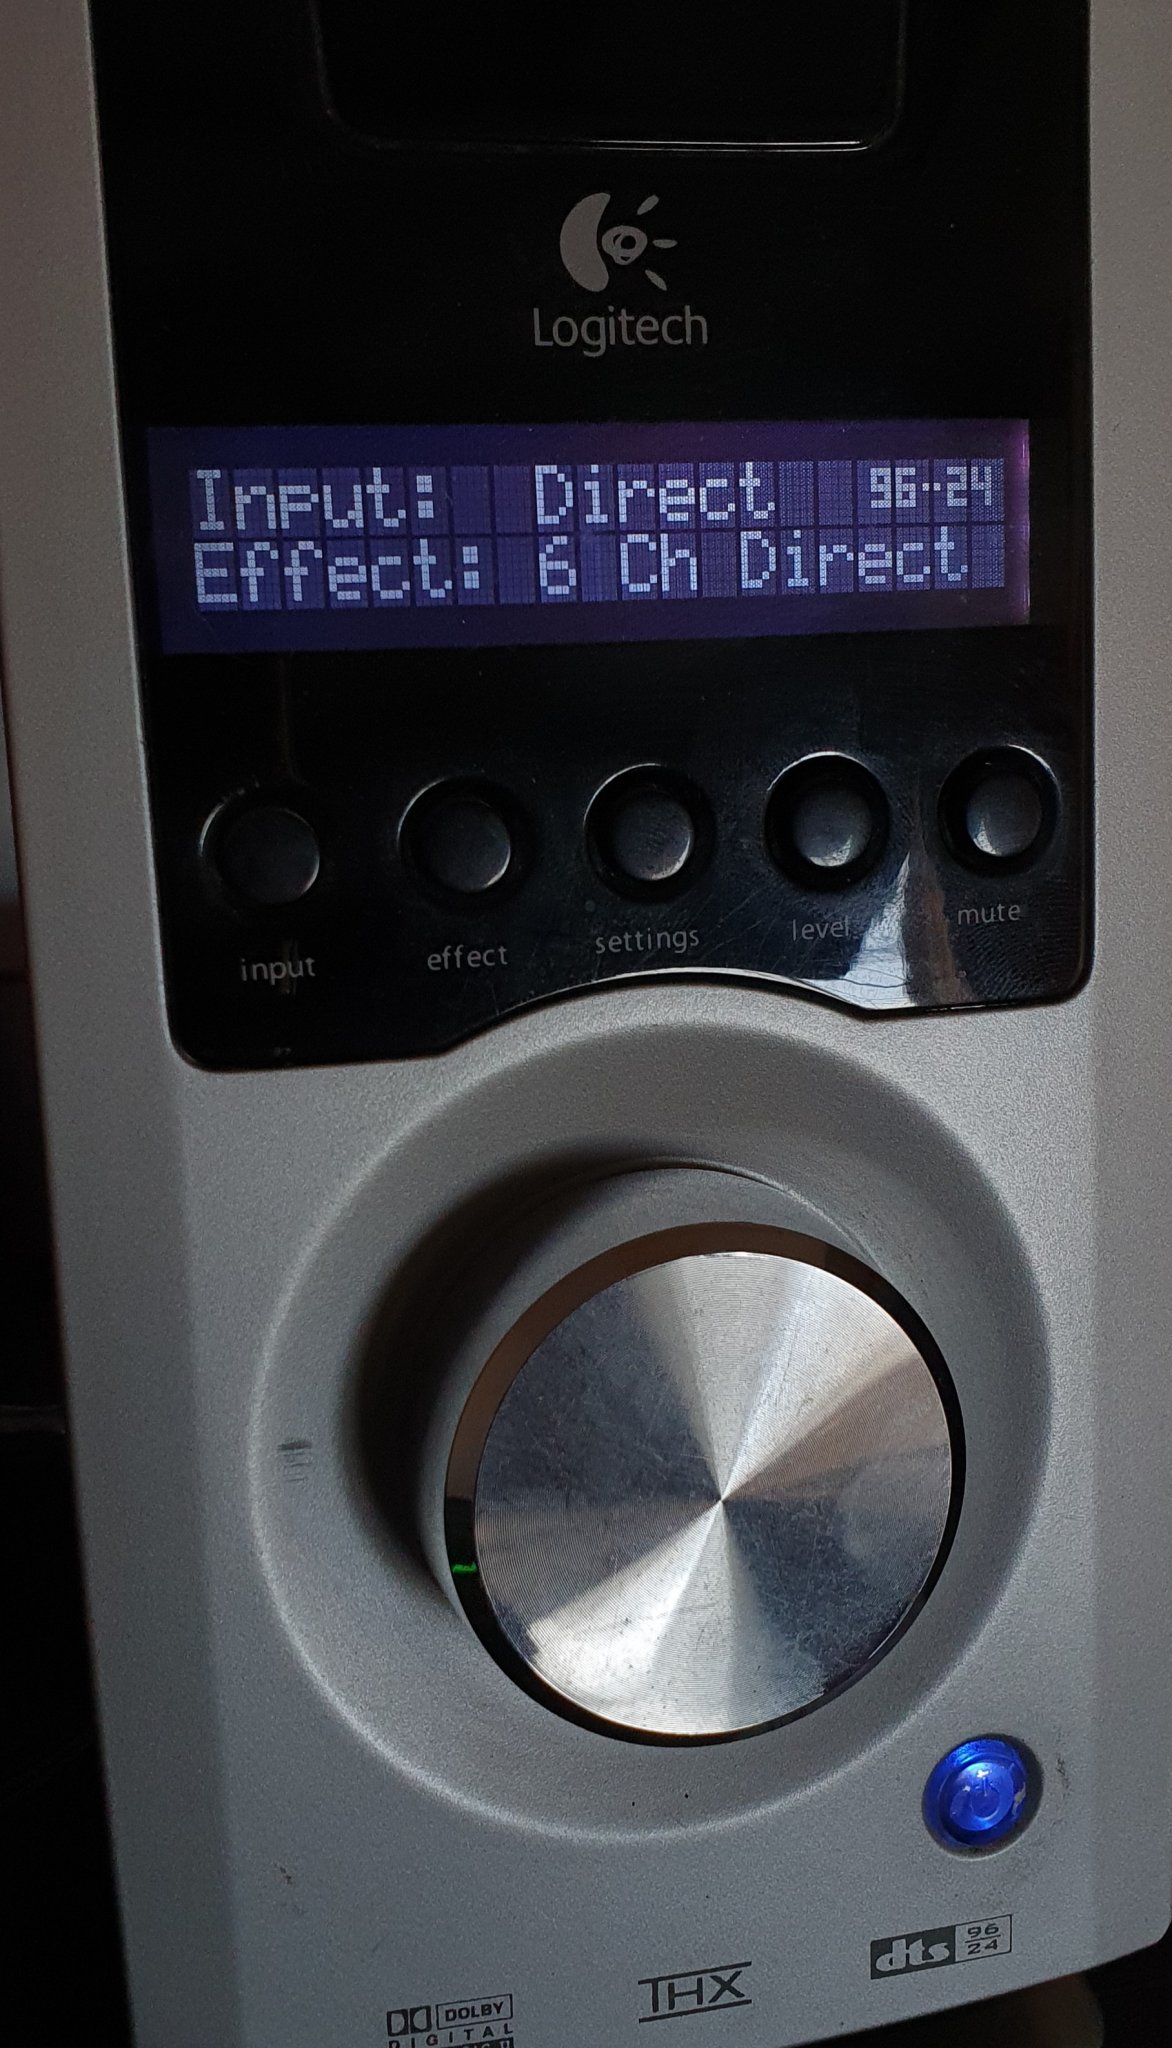 Logitech
Input: Direct 96-24
Effect: 6 Ch Direct
input effect settings level mute
dts 96 24
THX
DOLBY
DIGITAL